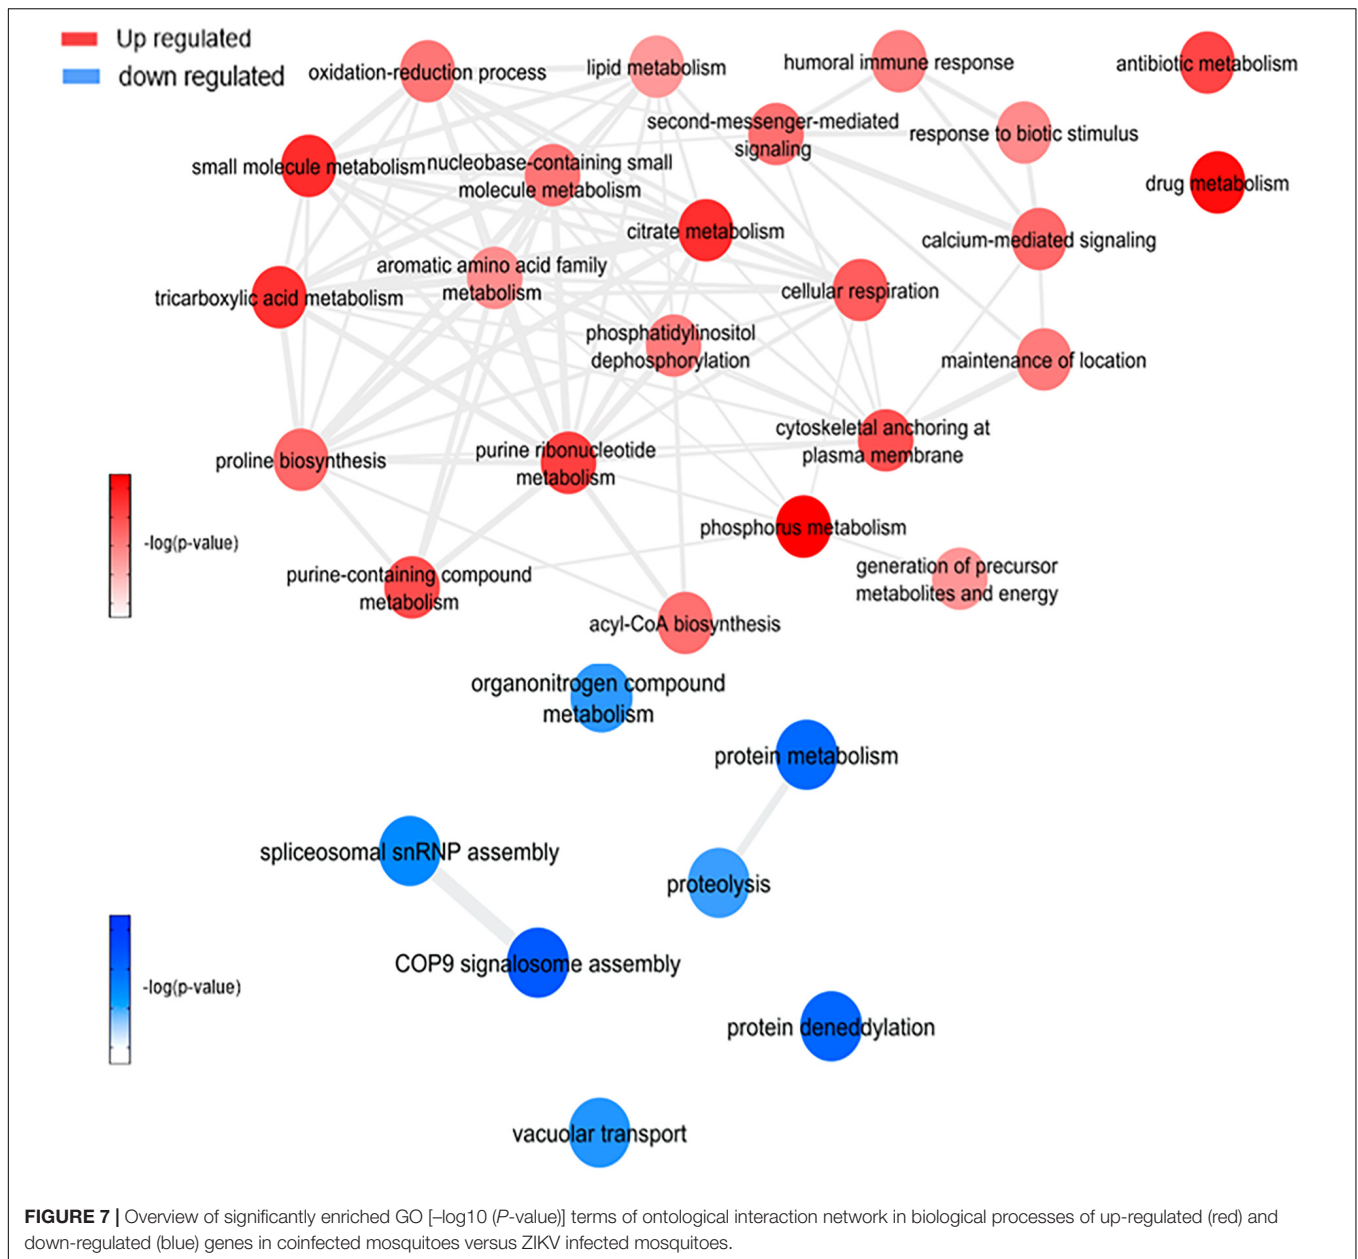 Up regulated
down regulated
oxidation-reduction process
lipid metabolism
humoral immune response
antibiotic metabolism
second-messenger-mediated
signaling
response to biotic stimulus
small molecule metabolism
nucleobase-containing small
molecule metabolism
drug metabolism
citrate metabolism
calcium-mediated signaling
aromatic amino acid family
metabolism
tricarboxylic acid metabolism
cellular respiration
phosphatidylinositol
dephosphorylation
maintenance of location
proline biosynthesis
purine ribonucleotide
metabolism
cytoskeletal anchoring at
plasma membrane
-log(p-value)
phosphorus metabolism
purine-containing compound
metabolism
generation of precursor
metabolites and energy
acyl-CoA biosynthesis
organonitrogen compound
metabolism
protein metabolism
spliceosomal snRNP assembly
proteolysis
COP9 signalosome assembly
-log(p-value)
protein deneddylation
vacuolar transport
FIGURE 7 | Overview of significantly enriched GO [–log10 (P-value)] terms of ontological interaction network in biological processes of up-regulated (red) and
down-regulated (blue) genes in coinfected mosquitoes versus ZIKV infected mosquitoes.